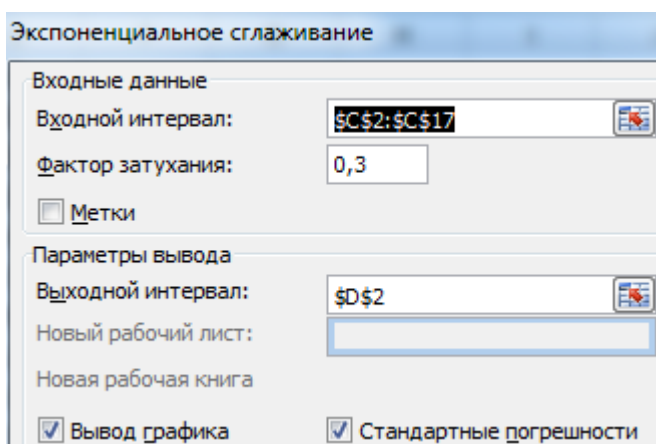 Экспоненциальное сглаживание
Входные данные
Входной интервал: $C$2:$C$17
Фактор затухания: 0,3
Метки
Параметры вывода
Выходной интервал: $D$2
Новый рабочий лист:
Новая рабочая книга
Вывод графика Стандартные погрешности